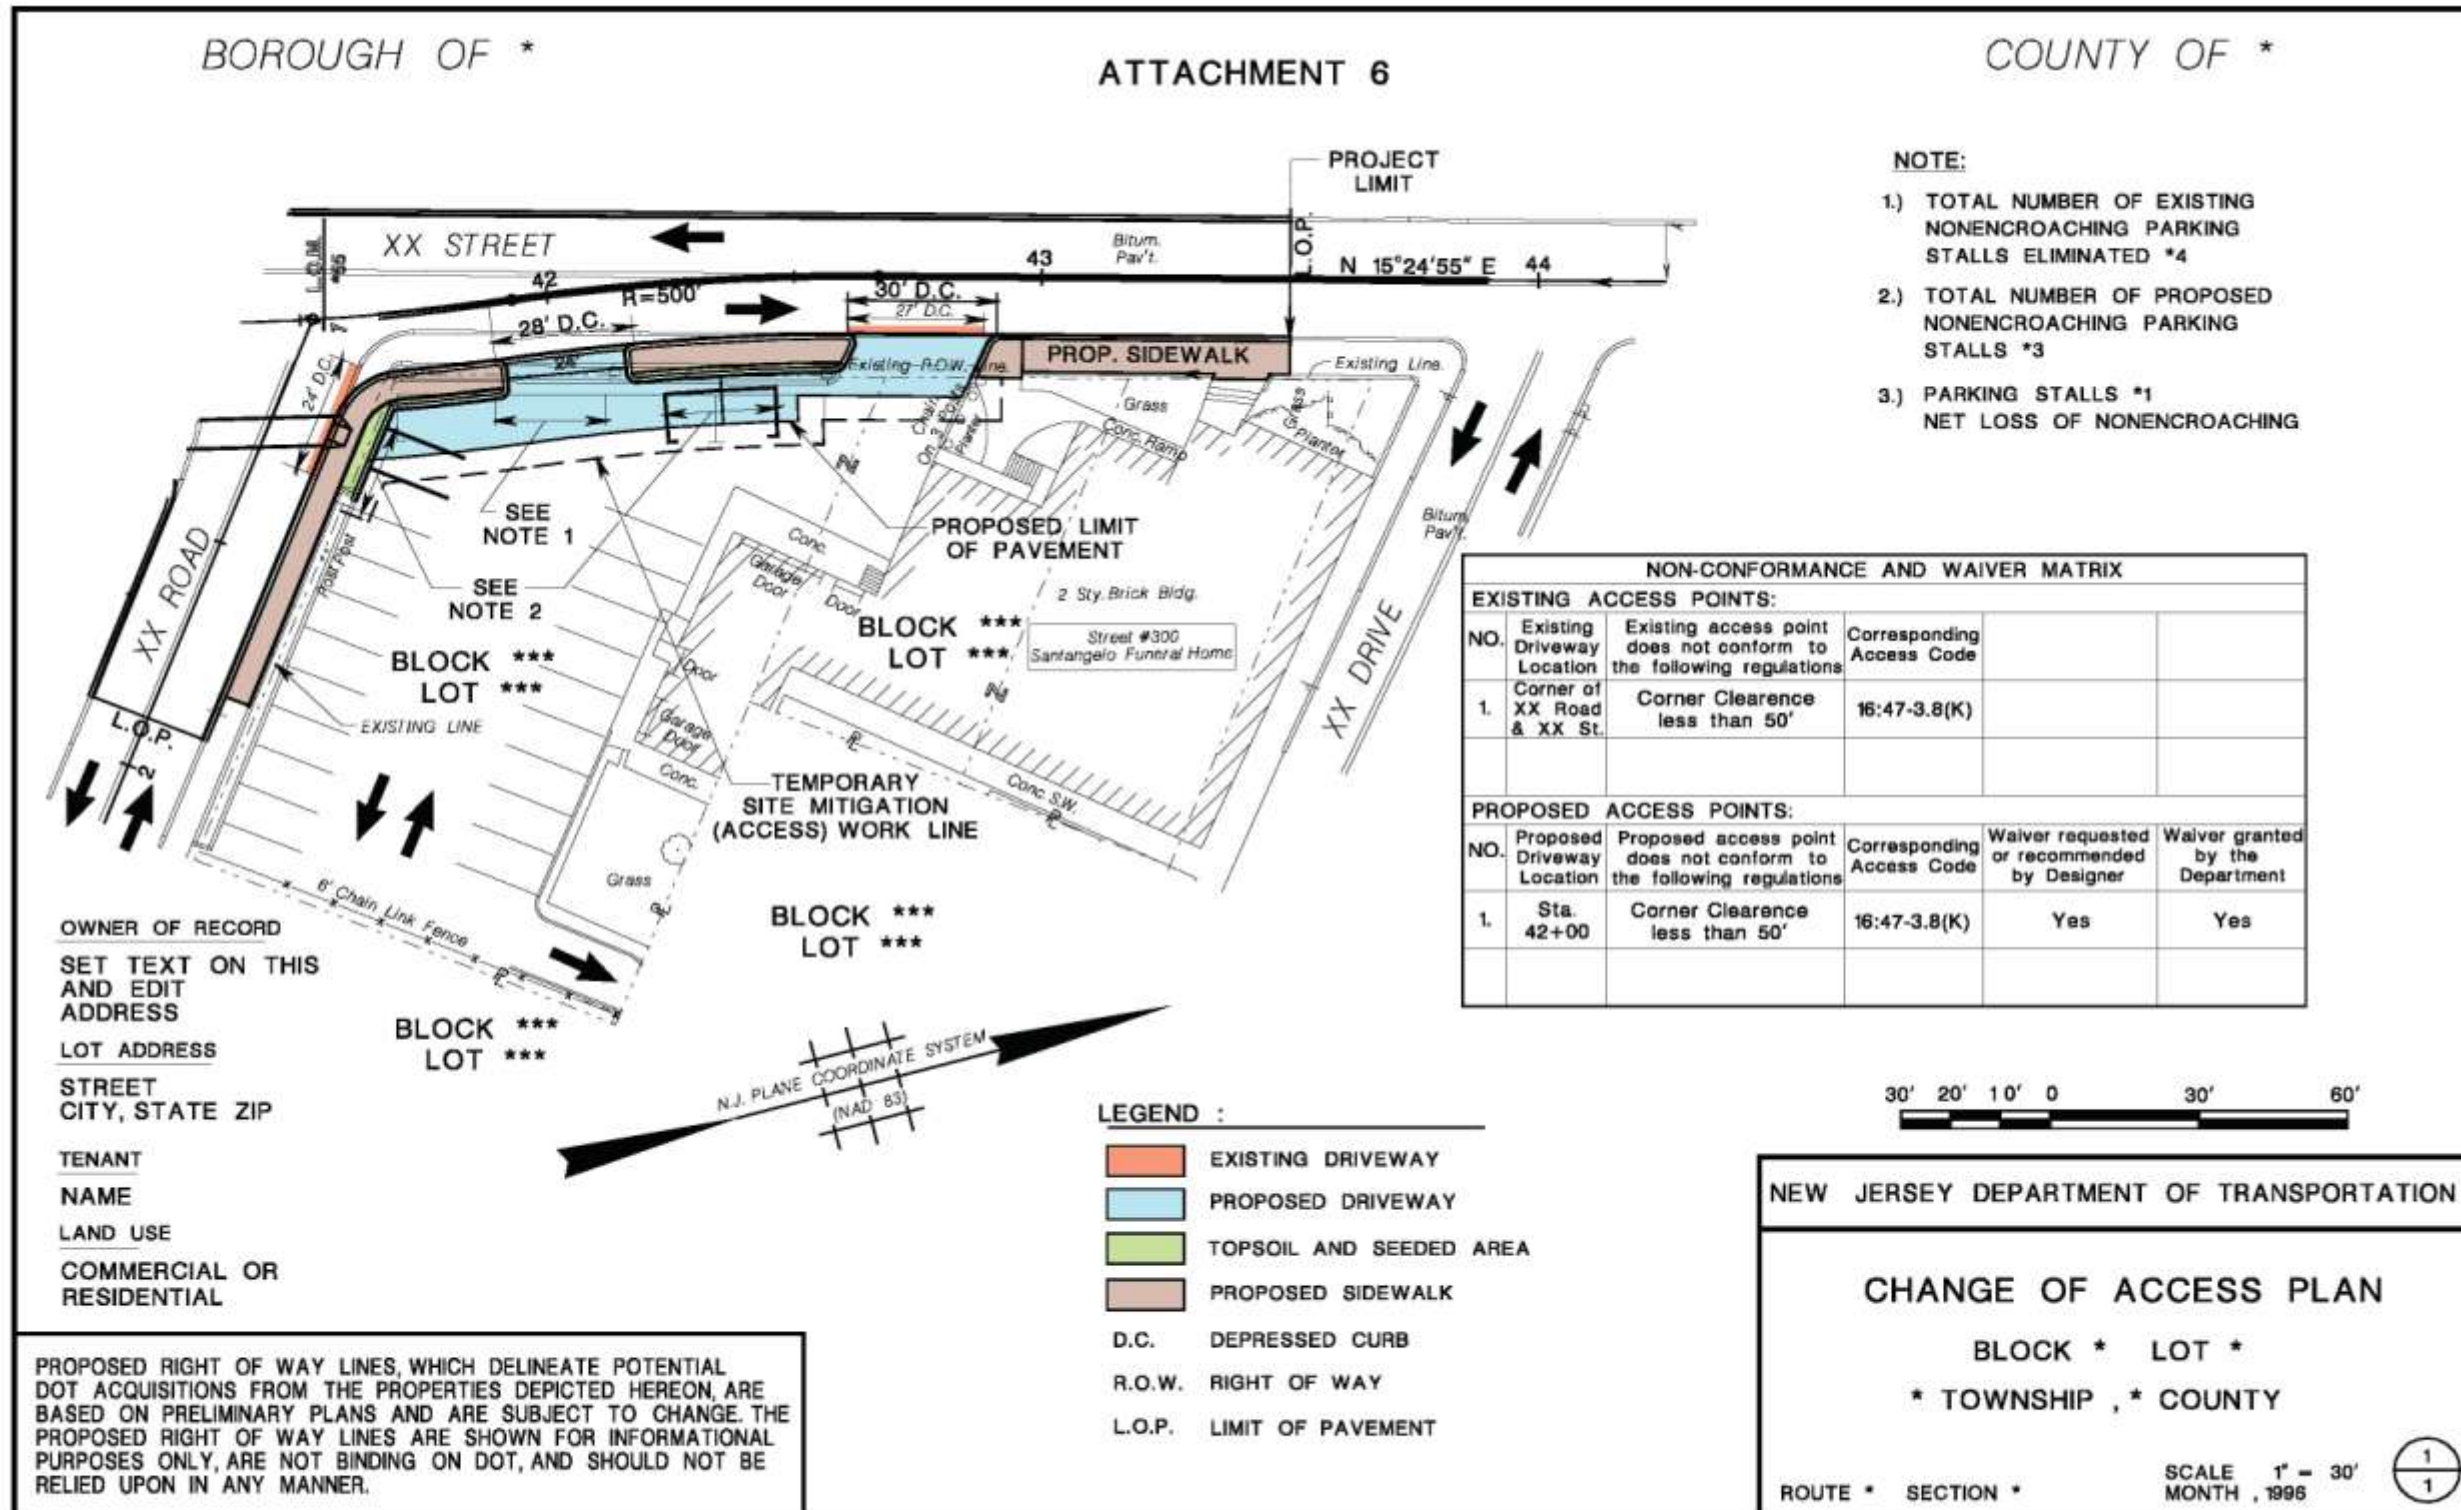 BOROUGH OF *
ATTACHMENT 6
COUNTY OF *
PROJECT
LIMIT
NOTE:
1.) TOTAL NUMBER OF EXISTING
NONENCROACHING PARKING
STALLS ELIMINATED *4
2.) TOTAL NUMBER OF PROPOSED
NONENCROACHING PARKING
STALLS *3
3.) PARKING STALLS *1
NET LOSS OF NONENCROACHING
L.O.M.
*55
XX STREET
Bitum.
Pav't.
L.O.P.
42
43
N 15°24'55" E
44
R=500'
30' D.C.
27' D.C.
28' D.C.
24' D.C.
Existing R.O.W. Line.
PROP. SIDEWALK
Existing Line.
Grass
Conc. Ramp
Grass
Planter
Planter
SEE
NOTE 1
PROPOSED LIMIT
OF PAVEMENT
Conc.
Garage
Door
Door
SEE
NOTE 2
XX ROAD
Post
BLOCK ***
LOT ***
2 Sty. Brick Bldg.
BLOCK ***
LOT ***
Street #300
Santangelo Funeral Home
Bitum.
Pav't.
XX DRIVE
Door
Garage
Door
Conc.
EXISTING LINE
L.O.P.
2
TEMPORARY
SITE MITIGATION
(ACCESS) WORK LINE
Conc. S.W.
Grass
6' Chain Link Fence
BLOCK ***
LOT ***
BLOCK ***
LOT ***
NON-CONFORMANCE AND WAIVER MATRIX
EXISTING ACCESS POINTS:
NO. Existing Driveway Location Existing access point does not conform to the following regulations Corresponding Access Code
1. Corner of XX Road & XX St. Corner Clearence less than 50' 16:47-3.8(K)
PROPOSED ACCESS POINTS:
NO. Proposed Driveway Location Proposed access point does not conform to the following regulations Corresponding Access Code Waiver requested or recommended by Designer Waiver granted by the Department
1. Sta. 42+00 Corner Clearence less than 50' 16:47-3.8(K) Yes Yes
OWNER OF RECORD
SET TEXT ON THIS
AND EDIT
ADDRESS
LOT ADDRESS
STREET
CITY, STATE ZIP
TENANT
NAME
LAND USE
COMMERCIAL OR
RESIDENTIAL
N.J. PLANE COORDINATE SYSTEM
(NAD 83)
LEGEND :
EXISTING DRIVEWAY
PROPOSED DRIVEWAY
TOPSOIL AND SEEDED AREA
PROPOSED SIDEWALK
D.C. DEPRESSED CURB
R.O.W. RIGHT OF WAY
L.O.P. LIMIT OF PAVEMENT
30' 20' 10' 0 30' 60'
NEW JERSEY DEPARTMENT OF TRANSPORTATION
CHANGE OF ACCESS PLAN
BLOCK * LOT *
* TOWNSHIP , * COUNTY
ROUTE * SECTION *
SCALE 1" = 30'
MONTH , 1996
1
1
PROPOSED RIGHT OF WAY LINES, WHICH DELINEATE POTENTIAL
DOT ACQUISITIONS FROM THE PROPERTIES DEPICTED HEREON, ARE
BASED ON PRELIMINARY PLANS AND ARE SUBJECT TO CHANGE. THE
PROPOSED RIGHT OF WAY LINES ARE SHOWN FOR INFORMATIONAL
PURPOSES ONLY, ARE NOT BINDING ON DOT, AND SHOULD NOT BE
RELIED UPON IN ANY MANNER.